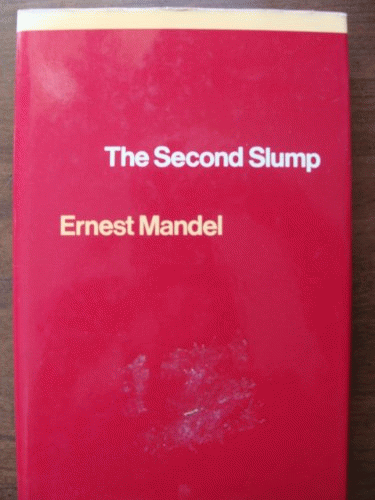 The Second Slump
Ernest Mandel